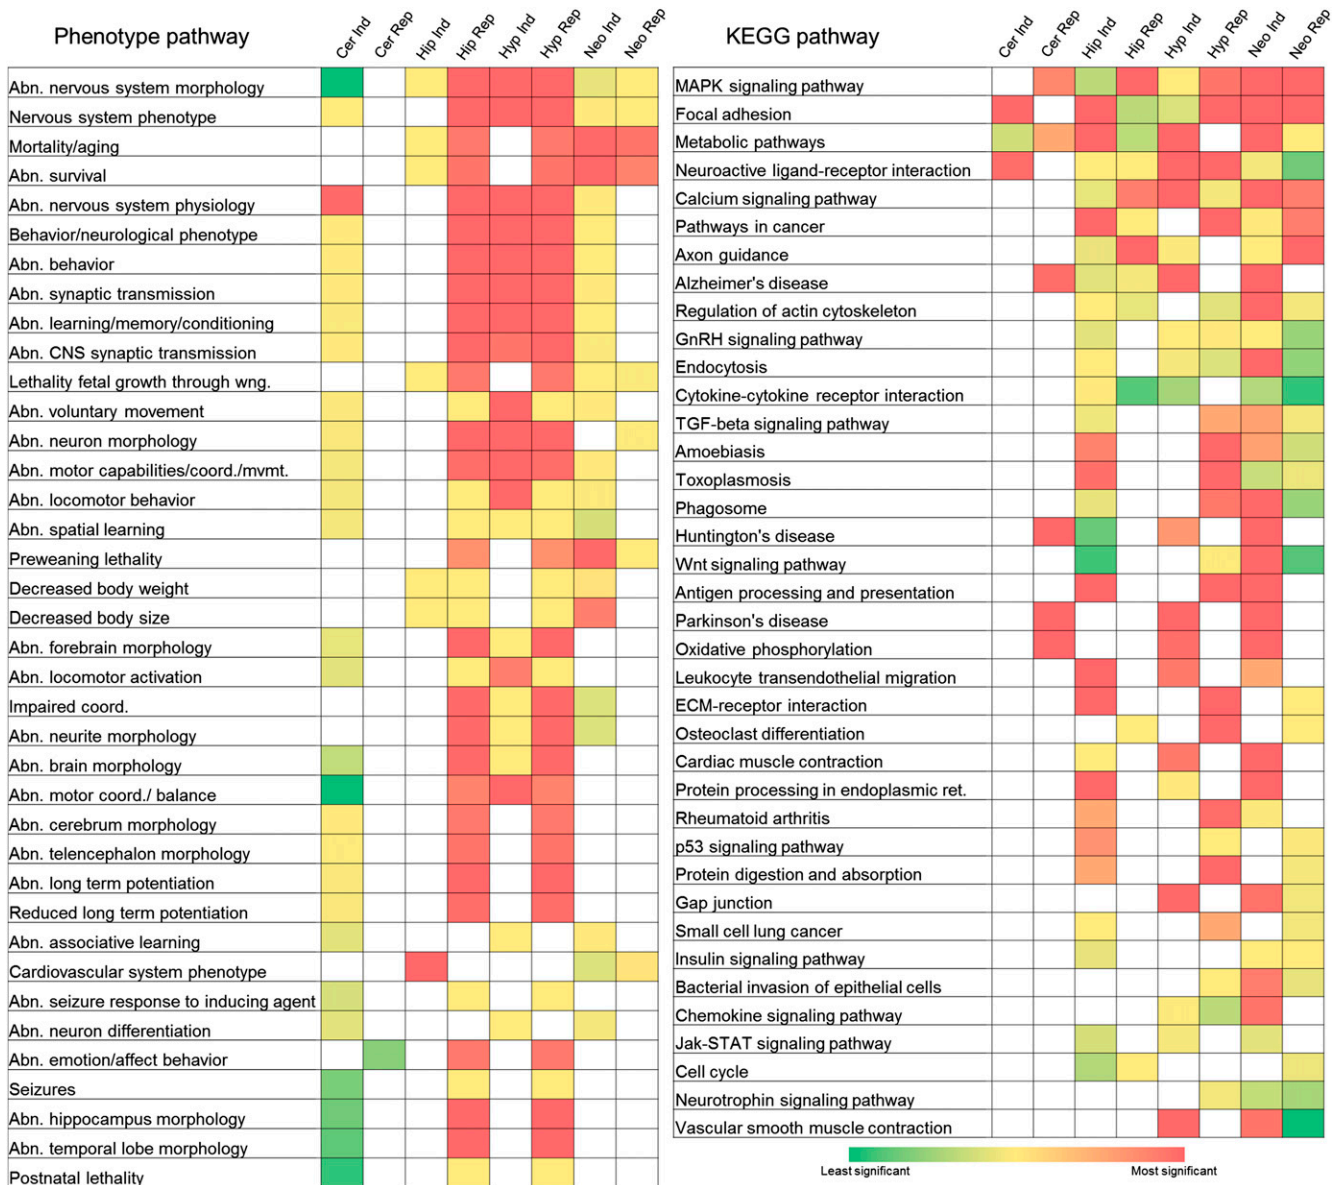 Phenotype pathway
Cer Ind
Cer Rep
Hip Ind
Hip Rep
Hyp Ind
Hyp Rep
Neo Ind
Neo Rep
Abn. nervous system morphology
Nervous system phenotype
Mortality/aging
Abn. survival
Abn. nervous system physiology
Behavior/neurological phenotype
Abn. behavior
Abn. synaptic transmission
Abn. learning/memory/conditioning
Abn. CNS synaptic transmission
Lethality fetal growth through wng.
Abn. voluntary movement
Abn. neuron morphology
Abn. motor capabilities/coord./mvmt.
Abn. locomotor behavior
Abn. spatial learning
Preweaning lethality
Decreased body weight
Decreased body size
Abn. forebrain morphology
Abn. locomotor activation
Impaired coord.
Abn. neurite morphology
Abn. brain morphology
Abn. motor coord./ balance
Abn. cerebrum morphology
Abn. telencephalon morphology
Abn. long term potentiation
Reduced long term potentiation
Abn. associative learning
Cardiovascular system phenotype
Abn. seizure response to inducing agent
Abn. neuron differentiation
Abn. emotion/affect behavior
Seizures
Abn. hippocampus morphology
Abn. temporal lobe morphology
Postnatal lethality
KEGG pathway
Cer Ind
Cer Rep
Hip Ind
Hip Rep
Hyp Ind
Hyp Rep
Neo Ind
Neo Rep
MAPK signaling pathway
Focal adhesion
Metabolic pathways
Neuroactive ligand-receptor interaction
Calcium signaling pathway
Pathways in cancer
Axon guidance
Alzheimer's disease
Regulation of actin cytoskeleton
GnRH signaling pathway
Endocytosis
Cytokine-cytokine receptor interaction
TGF-beta signaling pathway
Amoebiasis
Toxoplasmosis
Phagosome
Huntington's disease
Wnt signaling pathway
Antigen processing and presentation
Parkinson's disease
Oxidative phosphorylation
Leukocyte transendothelial migration
ECM-receptor interaction
Osteoclast differentiation
Cardiac muscle contraction
Protein processing in endoplasmic ret.
Rheumatoid arthritis
p53 signaling pathway
Protein digestion and absorption
Gap junction
Small cell lung cancer
Insulin signaling pathway
Bacterial invasion of epithelial cells
Chemokine signaling pathway
Jak-STAT signaling pathway
Cell cycle
Neurotrophin signaling pathway
Vascular smooth muscle contraction
Least significant
Most significant